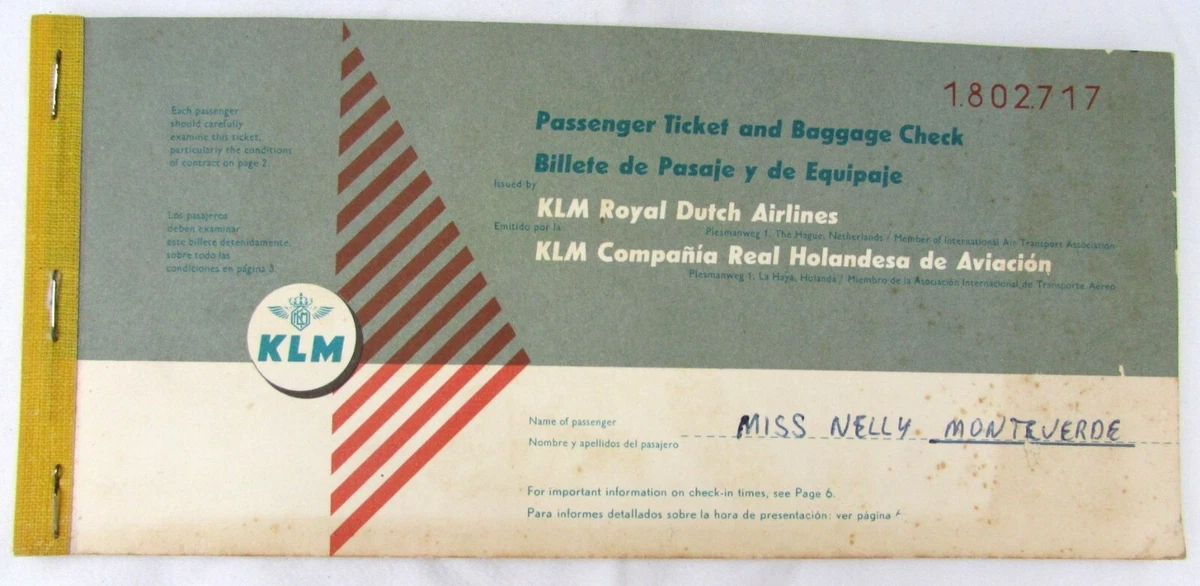 1.802.717
Each passenger
should carefully
examine this ticket,
particularly the conditions
of contract on page 2
Los pasajeros
deben examinar
este billete detenidamente,
sobre todo las
condiciones en página 3
KLM
Passenger Ticket and Baggage Check
Billete de Pasaje y de Equipaje
Issued by
KLM Royal Dutch Airlines
Plesmanweg 1, The Hague, Netherlands / Member of International Air Transport Association
Emitido por la
KLM Compañía Real Holandesa de Aviación
Plesmanweg 1, La Haya, Holanda / Miembro de la Asociación Internacional de Transporte Aéreo
Name of passenger
Nombre y apellidos del pasajero
MISS NELLY MONTEVERDE
For important information on check-in times, see Page 6.
Para informes detallados sobre la hora de presentación: ver página